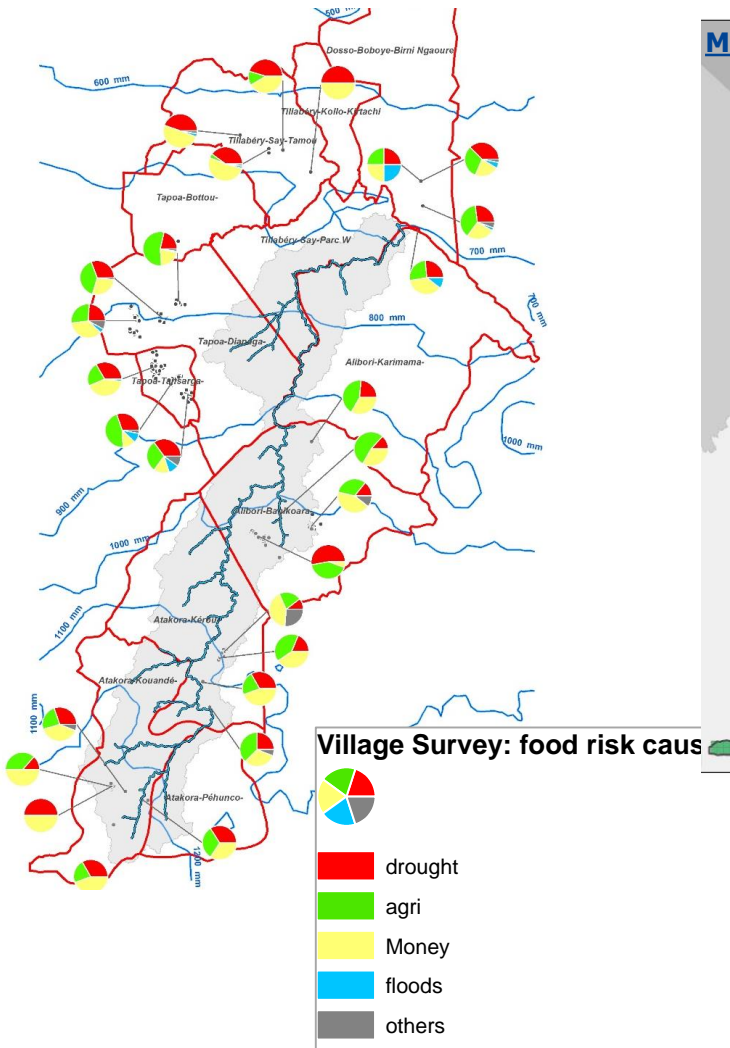 500 mm
Dosso-Boboye-Birni Ngaoure
600 mm
Tillabéry-Kollo-Kirtachi
Tillabéry-Say-Tamou
Tapoa-Bottou-
Tillabéry-Say-Parc W
700 mm
700 mm
800 mm
Tapoa-Diapaga-
Alibori-Karimama-
Tapoa-Tansarga-
1000 mm
900 mm
Alibori-Banikoara-
1000 mm
1100 mm
Atakora-Kérou-
Atakora-Kouandé-
1100 mm
Atakora-Péhunco-
1200 mm
M
Village Survey: food risk caus
drought
agri
Money
floods
others